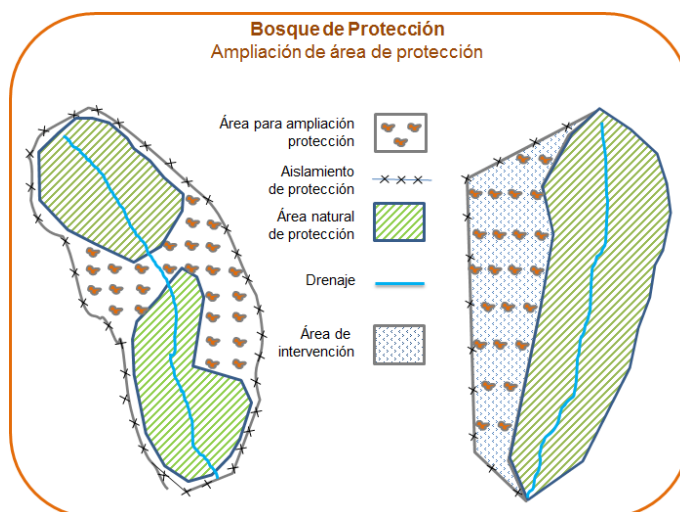 Bosque de Protección
Ampliación de área de protección
Área para ampliación
protección
Aislamiento
de protección
Área natural
de protección
Drenaje
Área de
intervención